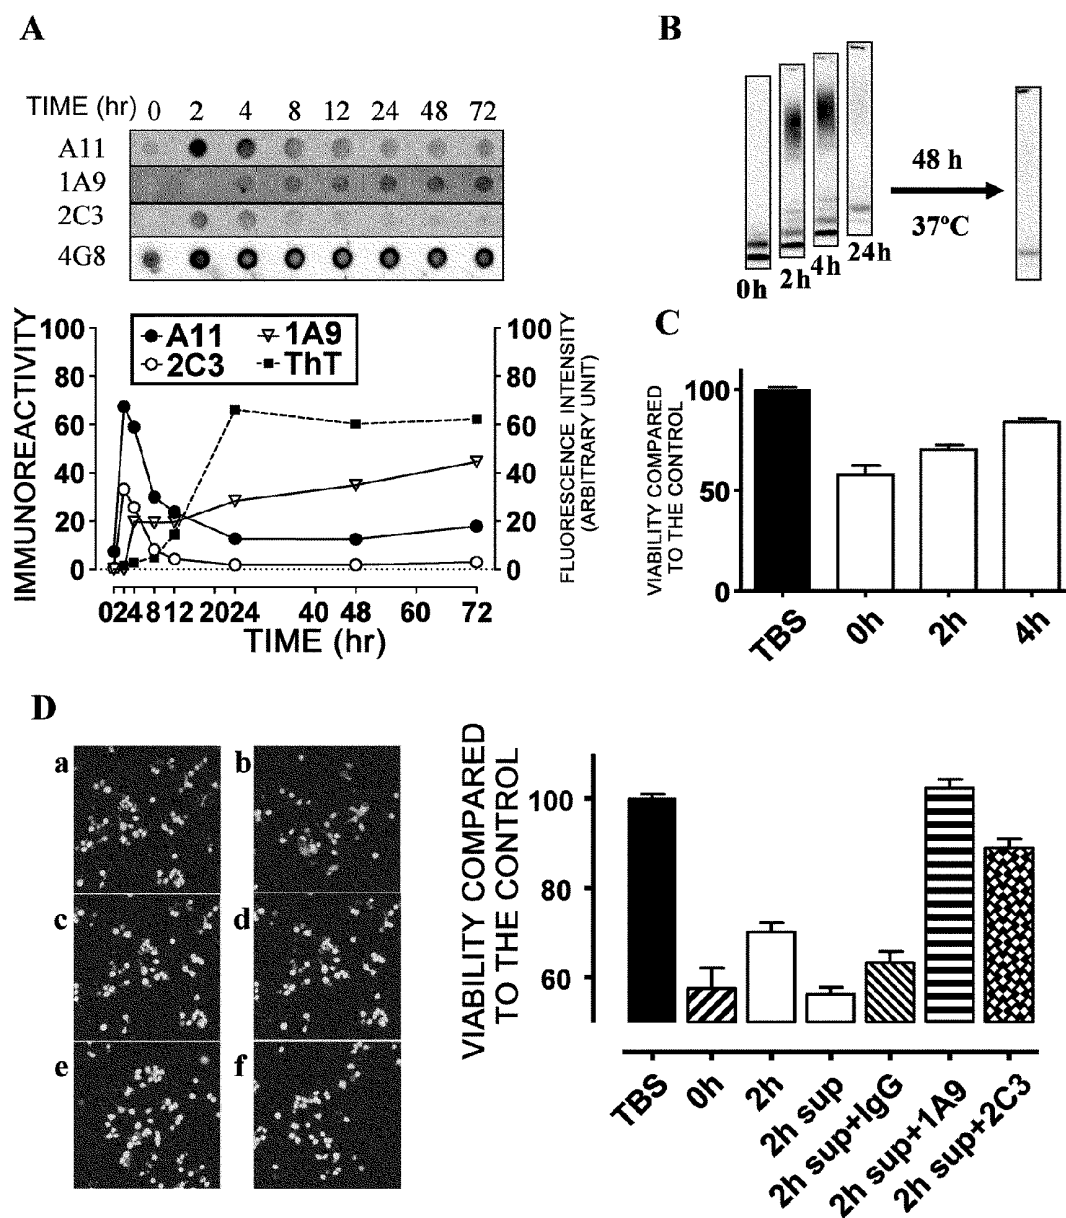 A
TIME (hr) 0 2 4 8 12 24 48 72
A11
1A9
2C3
4G8
100 80 60 40 20 0
IMMUNOREACTIVITY
A11 1A9
2C3 ThT
100 80 60 40 20 0
FLUORESCENCE INTENSITY
(ARBITRARY UNIT)
0 2 4 8 12 20 24 40 48 60 72
TIME (hr)
B
0h 2h 4h 24h
48 h
37ºC
C
VIABILITY COMPARED
TO THE CONTROL
100
50
0
TBS 0h 2h 4h
D
a b
c d
e f
VIABILITY COMPARED
TO THE CONTROL
100
80
60
TBS
0h
2h
2h sup
2h sup+IgG
2h sup+1A9
2h sup+2C3